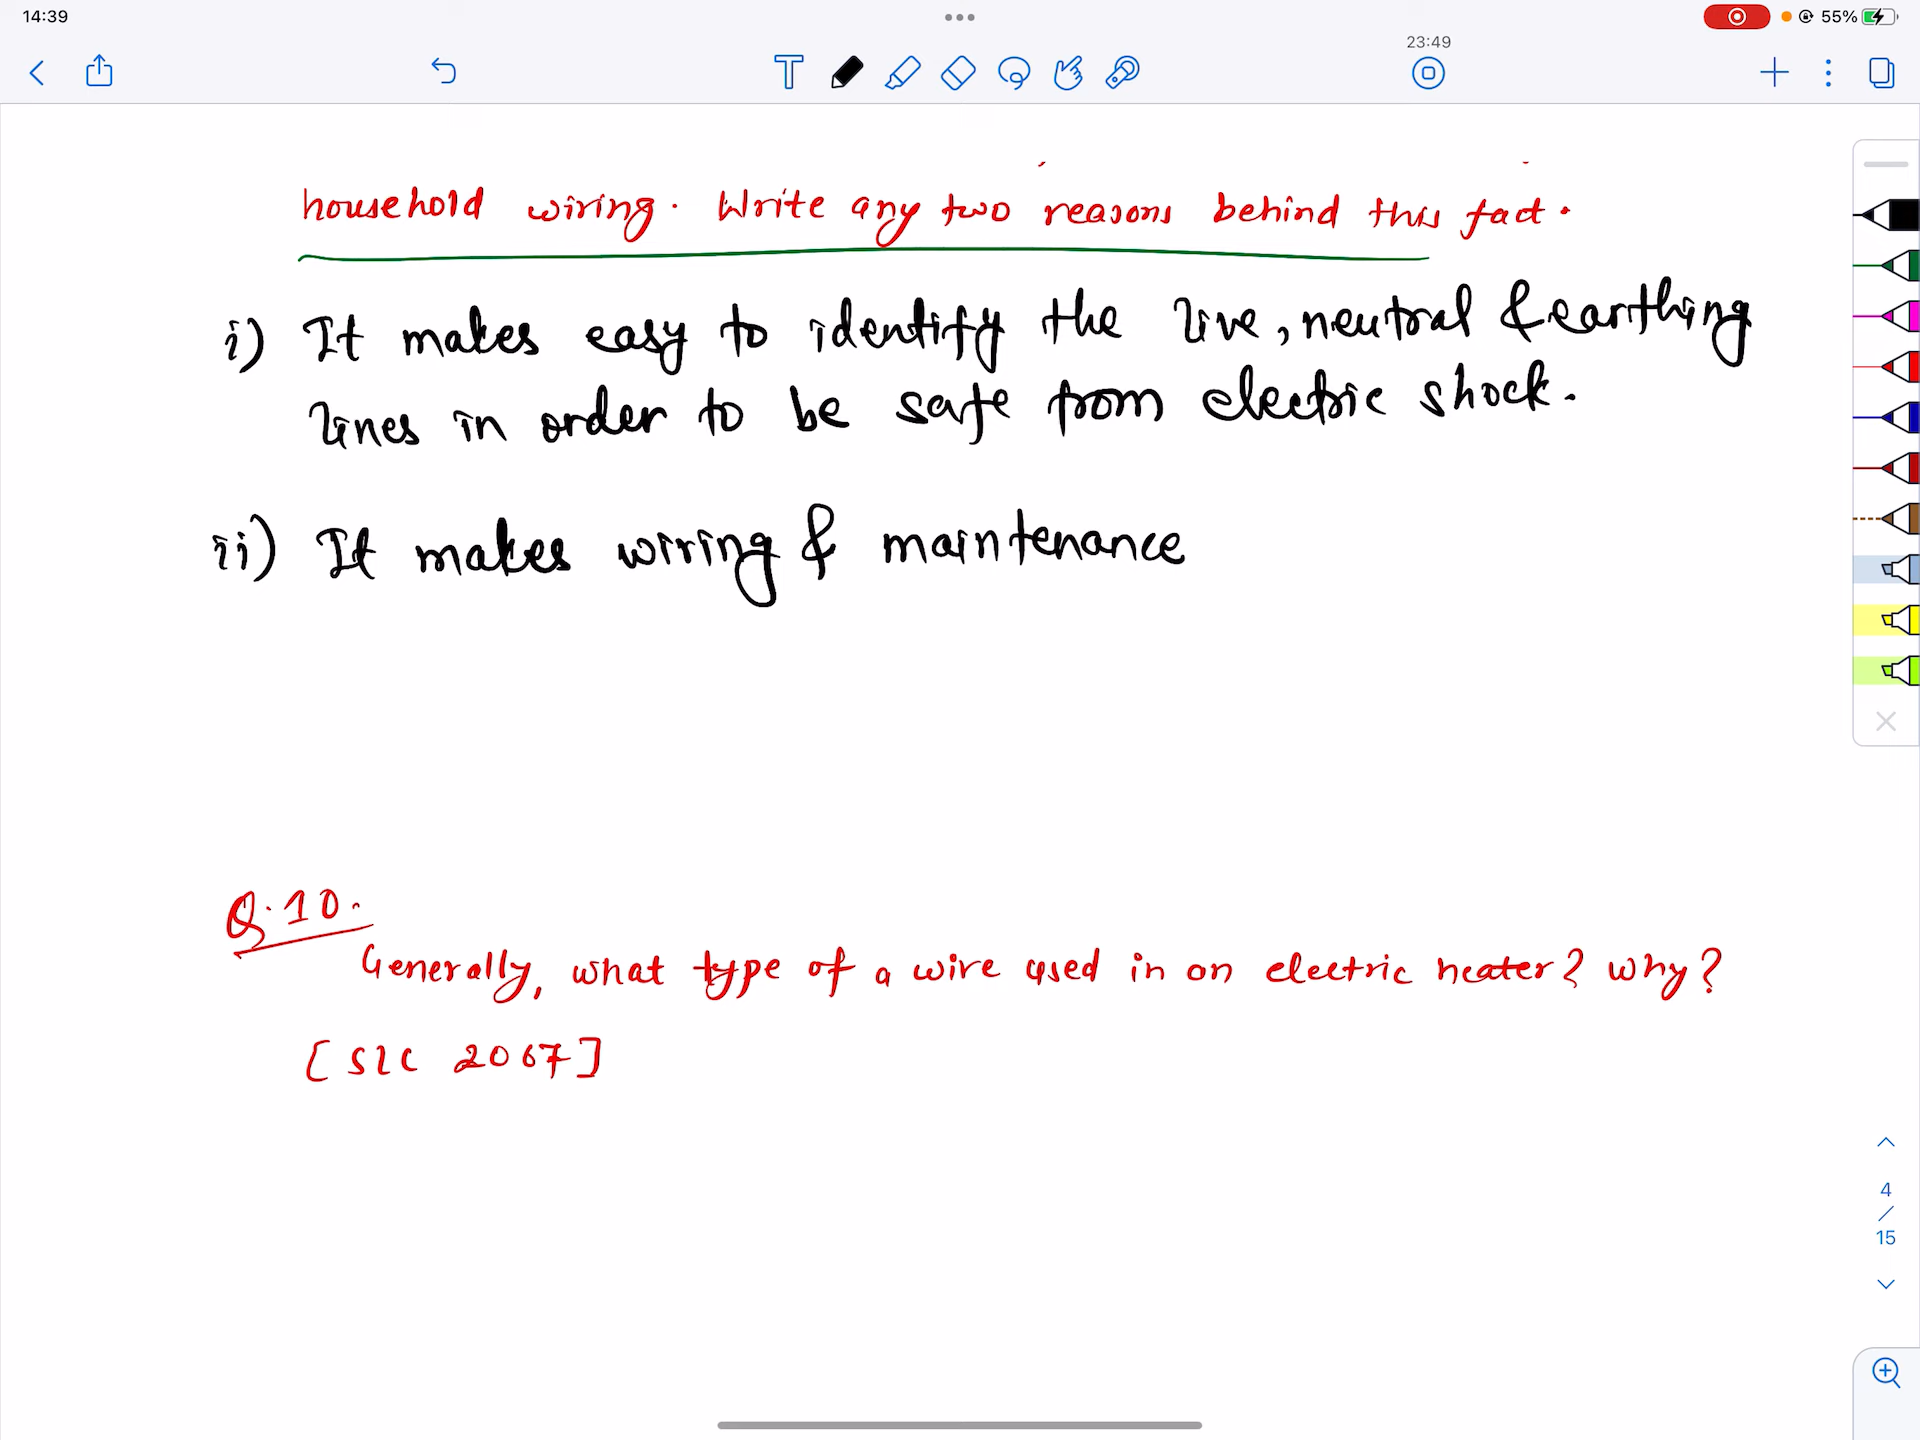 14:39
55%
23:49
household wiring. Write any two reasons behind this fact.
i) It makes easy to identify the live, neutral & earthing
lines in order to be safe from electric shock.
ii) It makes wiring & maintenance
Q.10.
Generally, what type of a wire used in an electric heater? why?
[SLC 2067]
4
/
15